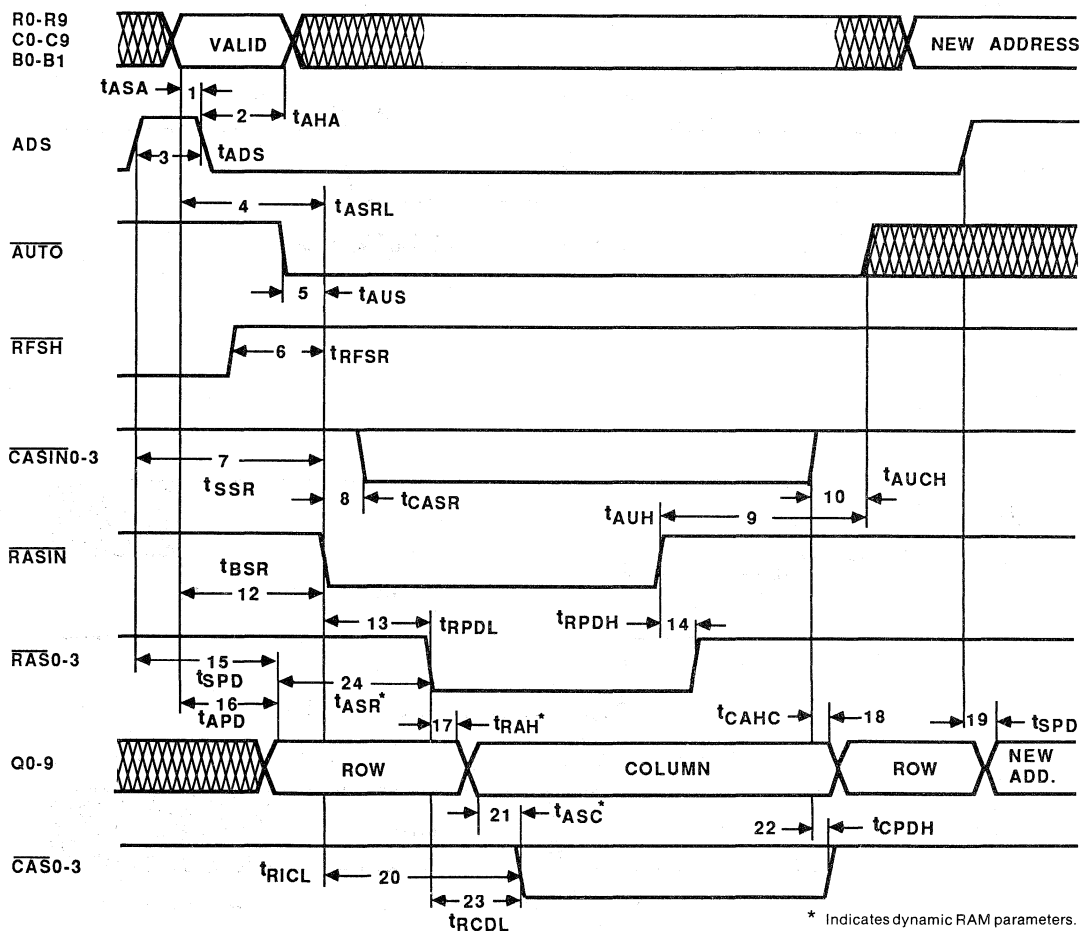 R0-R9
C0-C9
B0-B1
VALID
NEW ADDRESS
tASA
1
2
tAHA
ADS
3
tADS
4
tASRL
AUTO
5
tAUS
RFSH
6
tRFSR
CASIN0-3
7
tSSR
8
tCASR
10
tAUCH
tAUH
9
RASIN
tBSR
12
13
tRPDL
tRPDH
14
RAS0-3
15
tSPD
24
16
tASR*
tAPD
17
tRAH*
tCAHC
18
19
tSPD
Q0-9
ROW
COLUMN
ROW
NEW
ADD.
21
tASC*
22
tCPDH
CAS0-3
tRICL
20
23
tRCDL
* Indicates dynamic RAM parameters.